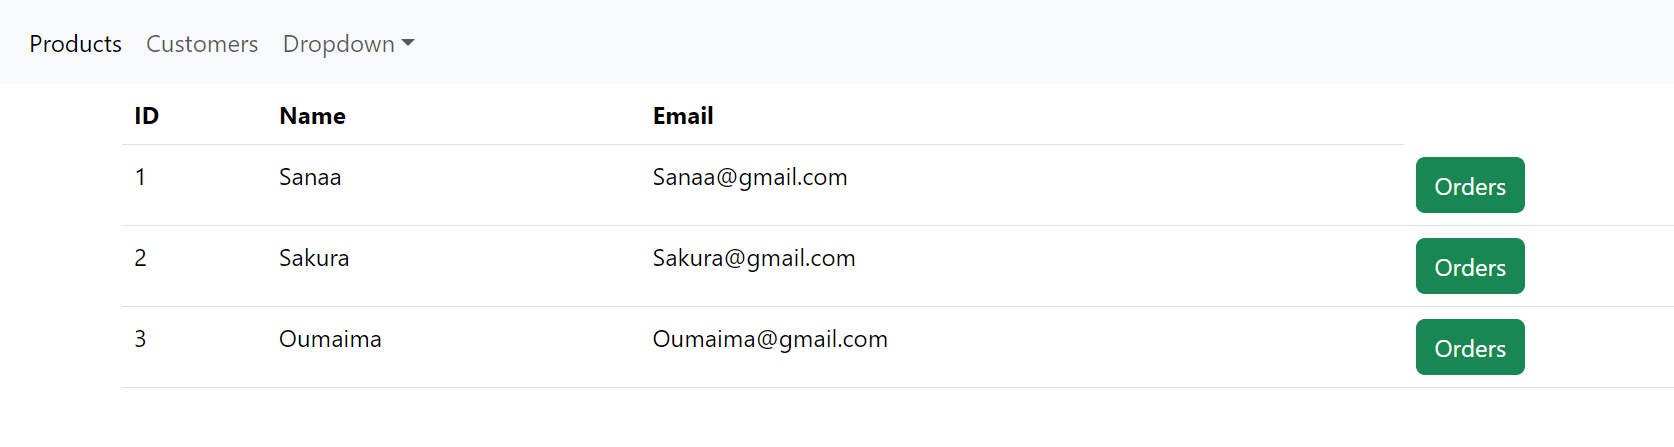 Products Customers Dropdown
ID Name Email
1 Sanaa Sanaa@gmail.com Orders
2 Sakura Sakura@gmail.com Orders
3 Oumaima Oumaima@gmail.com Orders